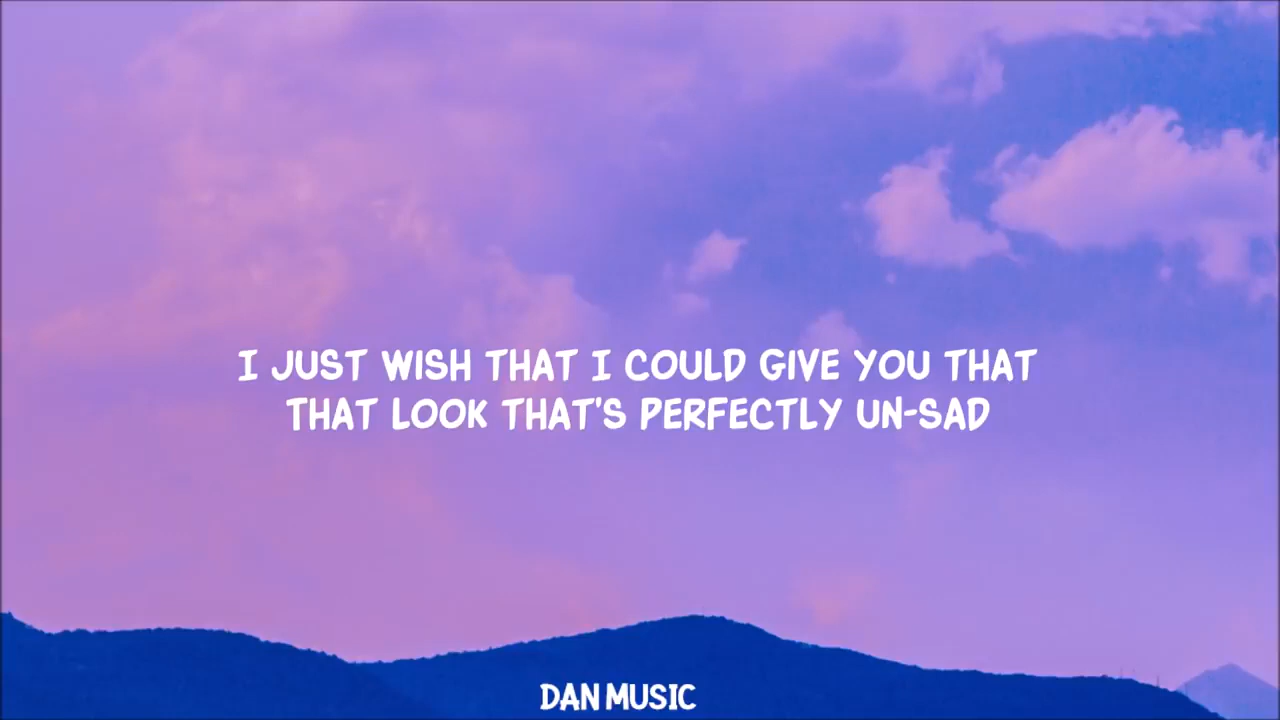 I JUST WISH THAT I COULD GIVE YOU THAT
THAT LOOK THAT'S PERFECTLY UN-SAD
DAN MUSIC